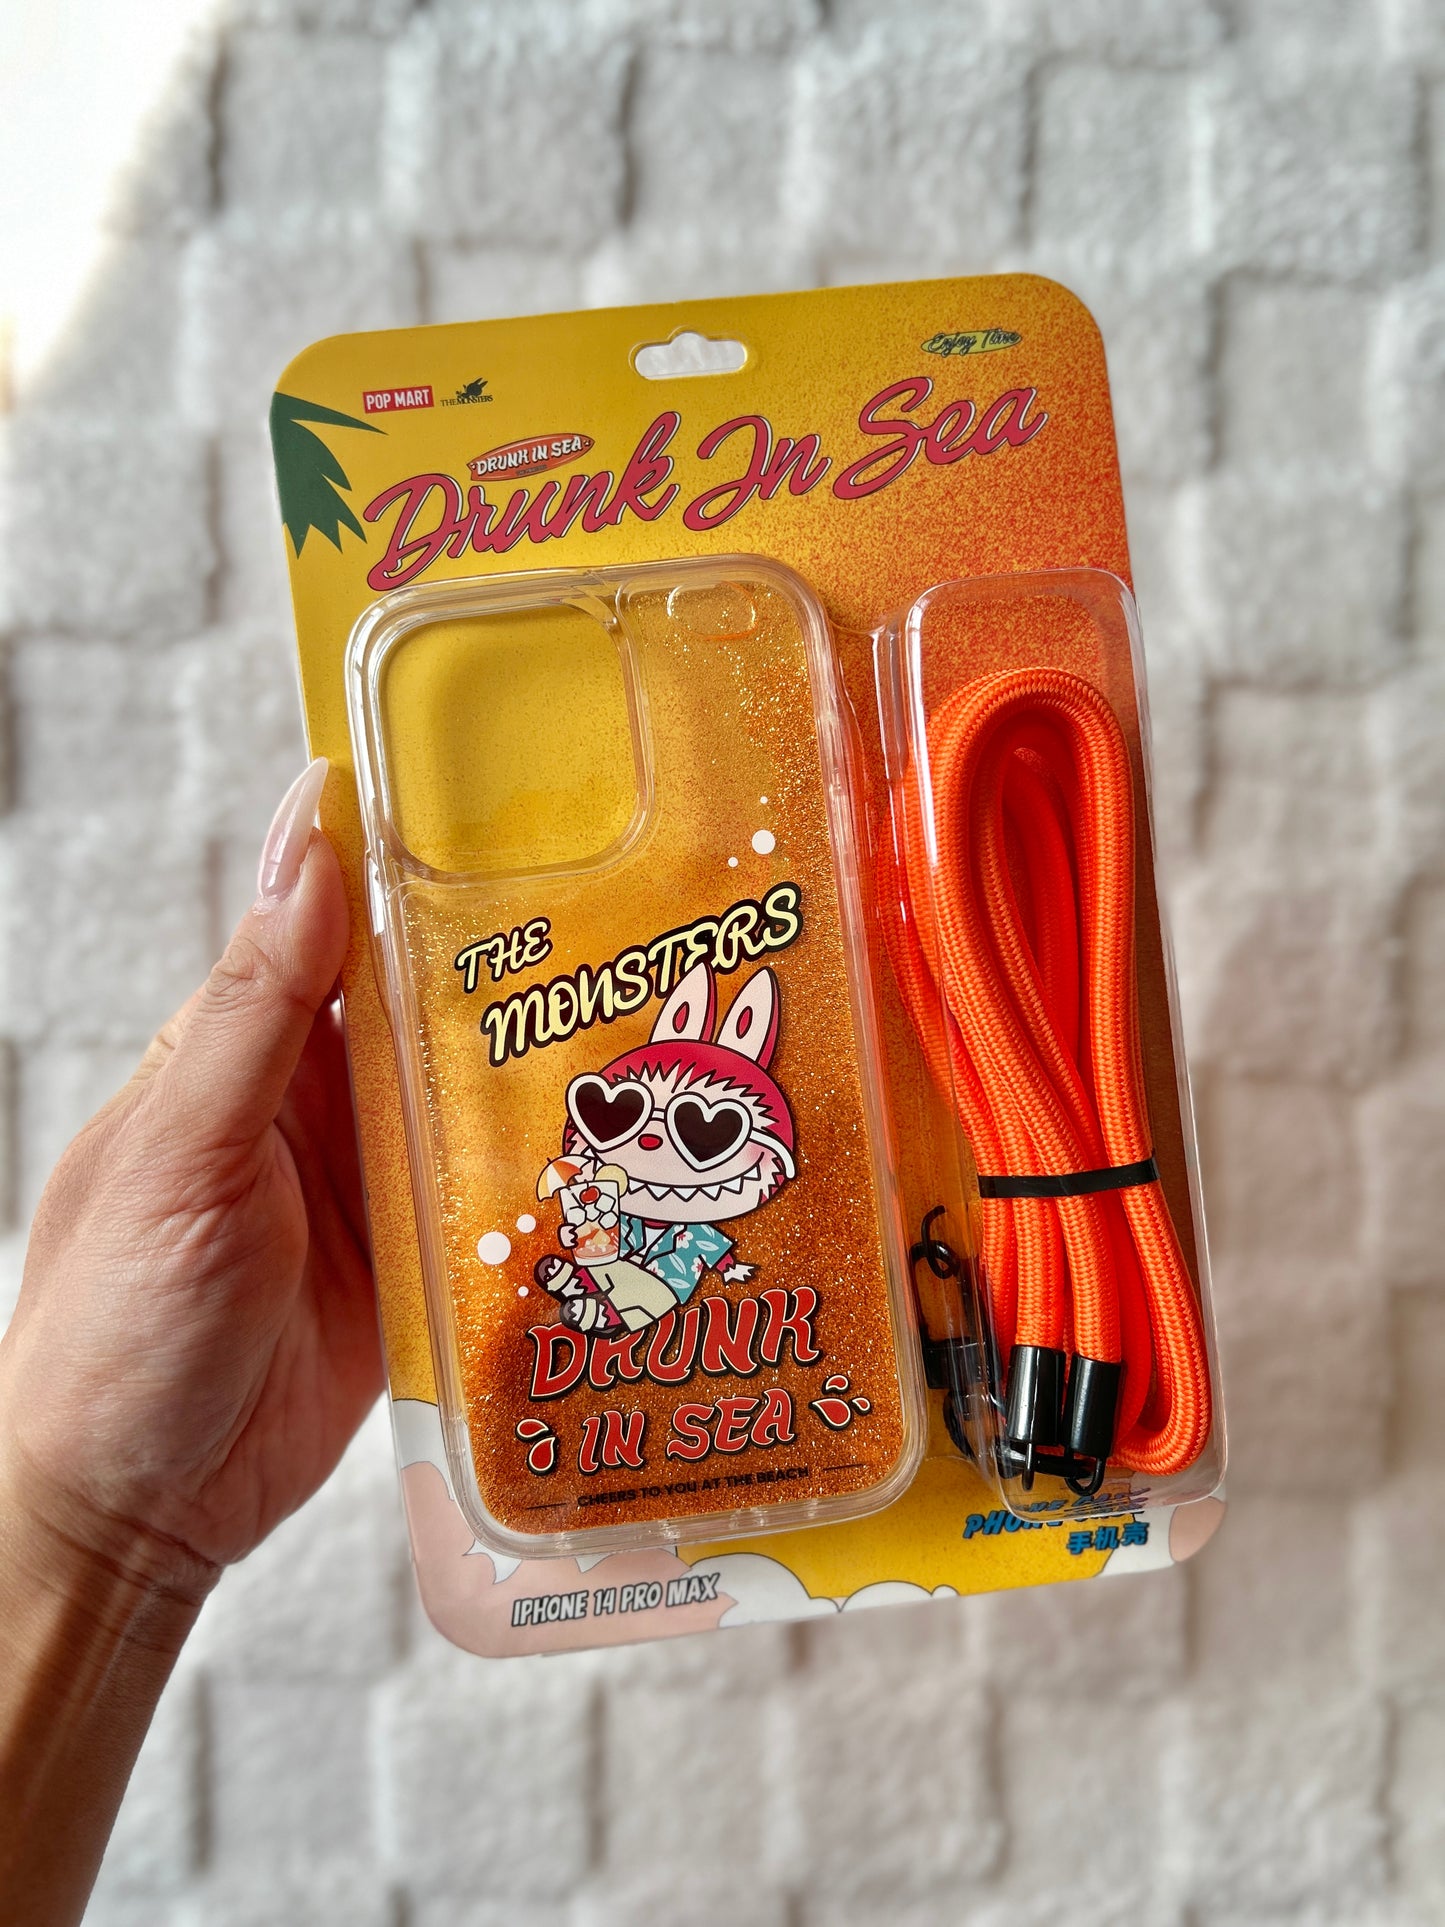 Enjoy Time
POP MART
THE MONSTERS
DRUNK IN SEA
Drunk In Sea
THE
MONSTERS
DRUNK
IN SEA
CHEERS TO YOU AT THE BEACH
PHONE CASE
手机壳
IPHONE 14 PRO MAX